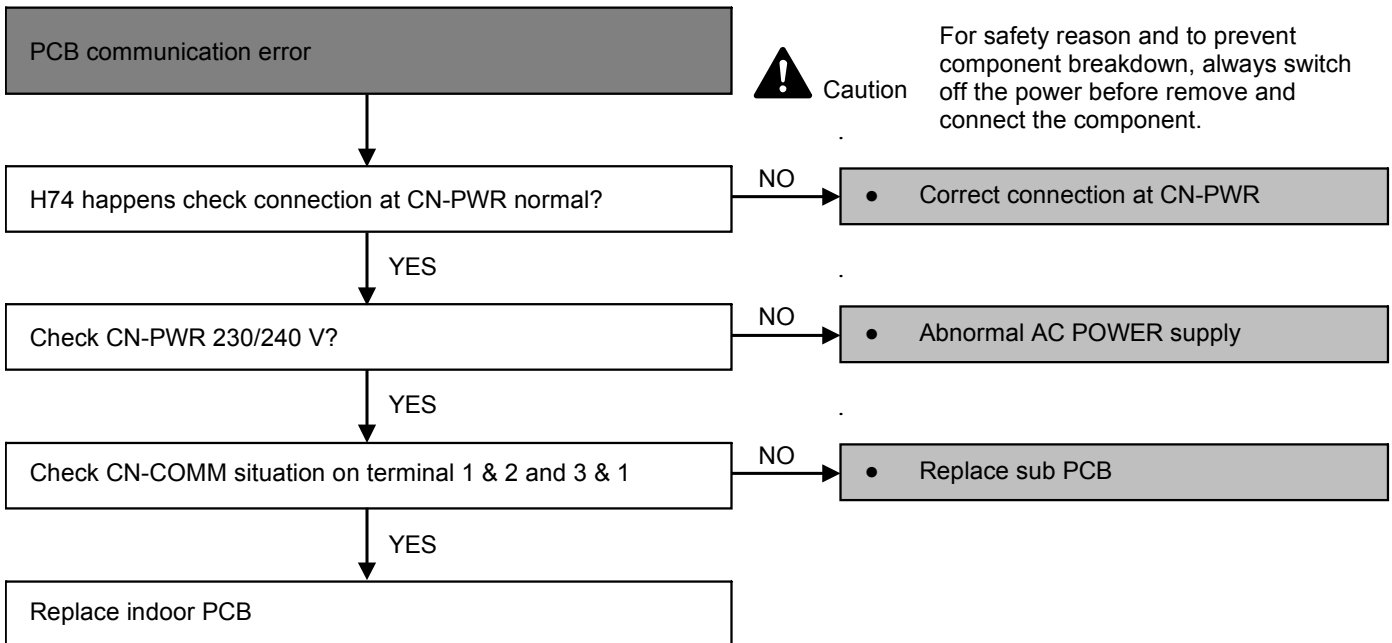 PCB communication error
Caution
For safety reason and to prevent
component breakdown, always switch
off the power before remove and
connect the component.
.
H74 happens check connection at CN-PWR normal?
NO
● Correct connection at CN-PWR
YES
.
Check CN-PWR 230/240 V?
NO
● Abnormal AC POWER supply
YES
.
Check CN-COMM situation on terminal 1 & 2 and 3 & 1
NO
● Replace sub PCB
YES
Replace indoor PCB